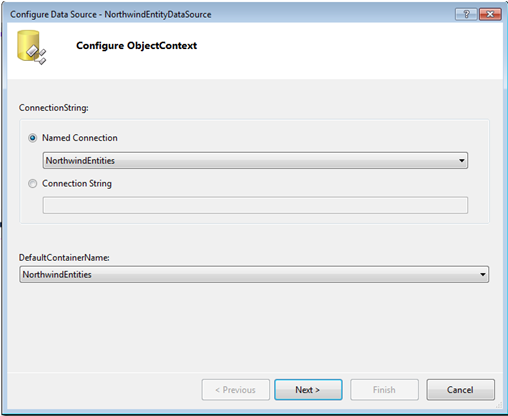 Configure Data Source - NorthwindEntityDataSource
Configure ObjectContext
ConnectionString:
Named Connection
NorthwindEntities
Connection String
DefaultContainerName:
NorthwindEntities
< Previous Next > Finish Cancel